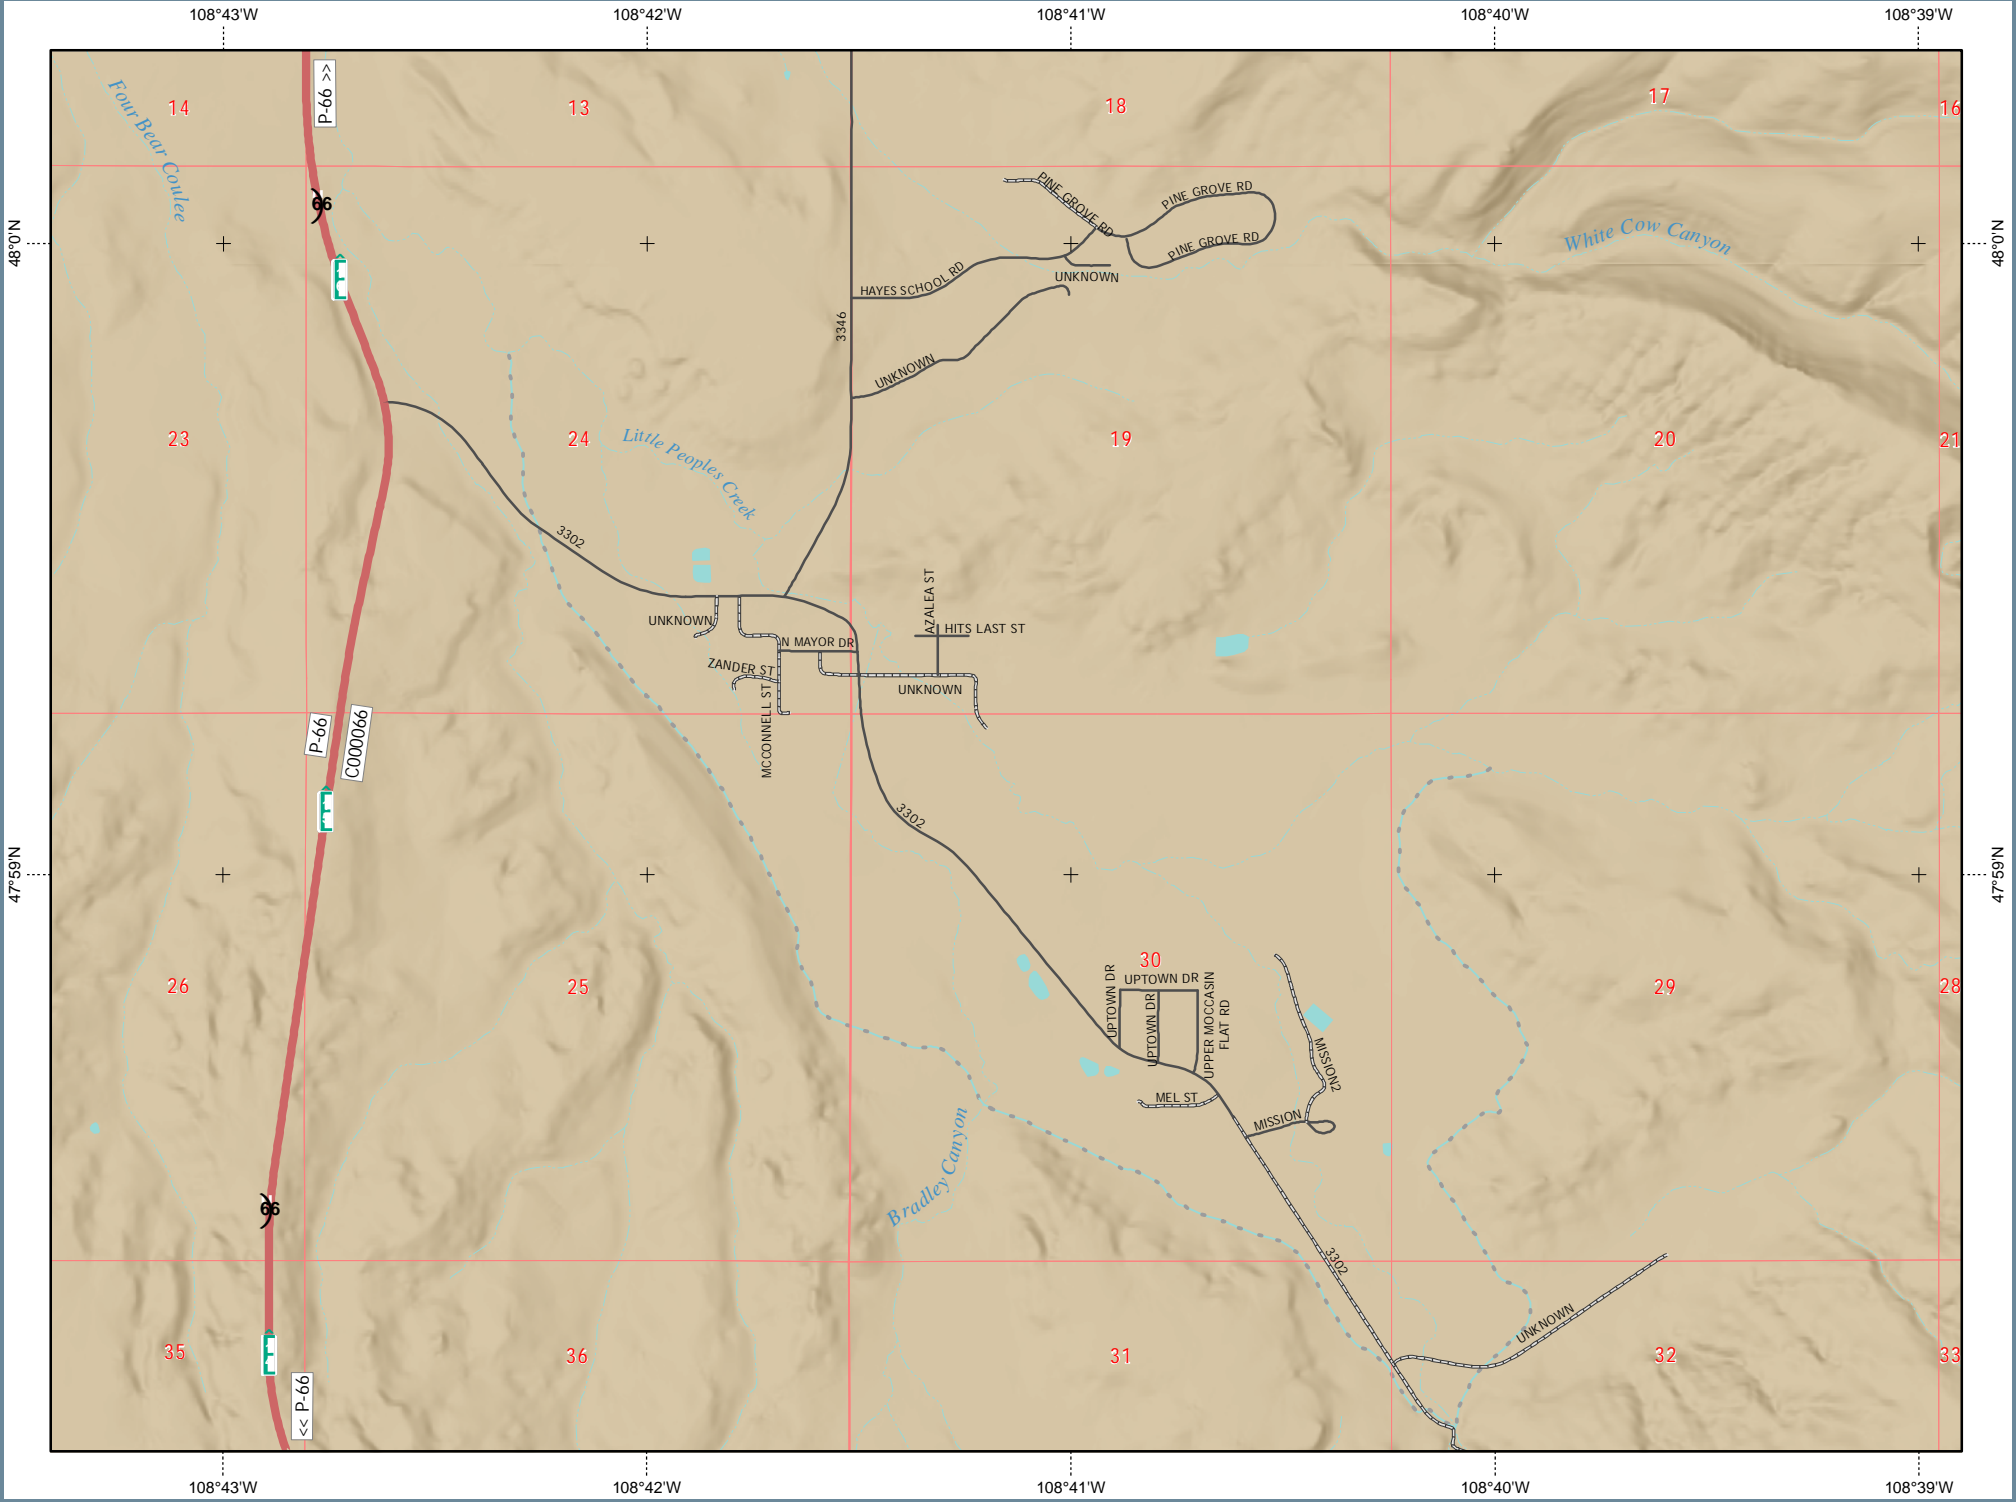 108°43'W
108°42'W
108°41'W
108°40'W
108°39'W
P-66 >>
14
13
18
17
16
Four Bear Coulee
66
PINE GROVE RD
PINE GROVE RD
PINE GROVE RD
White Cow Canyon
48°0'N
48°0'N
HAYES SCHOOL RD
UNKNOWN
3346
UNKNOWN
23
24
Little Peoples Creek
19
20
21
3302
AZALEA ST
HITS LAST ST
UNKNOWN
N MAYOR DR
ZANDER ST
MCCONNELL ST
UNKNOWN
P-66
C000066
3302
47°59'N
47°59'N
26
25
30
29
28
UPTOWN DR
UPTOWN DR
UPTOWN DR
UPPER MOCCASIN
FLAT RD
MISSION2
MEL ST
MISSION
Bradley Canyon
66
3302
UNKNOWN
35
36
31
32
33
<< P-66
108°43'W
108°42'W
108°41'W
108°40'W
108°39'W